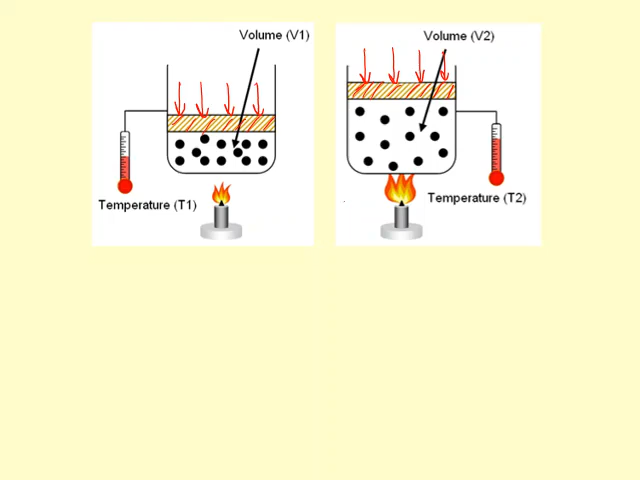 Volume (V1)
Temperature (T1)
Volume (V2)
Temperature (T2)